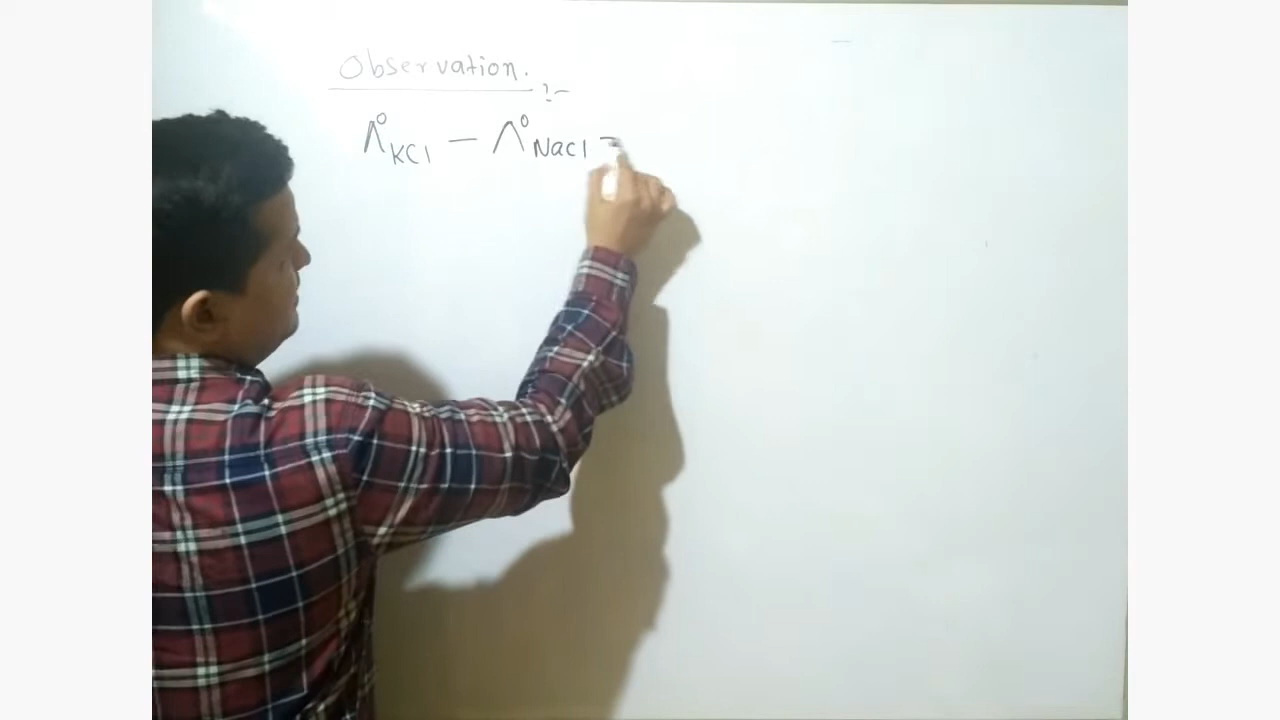 Observation. :-
Λ°KCl — Λ°NaCl =